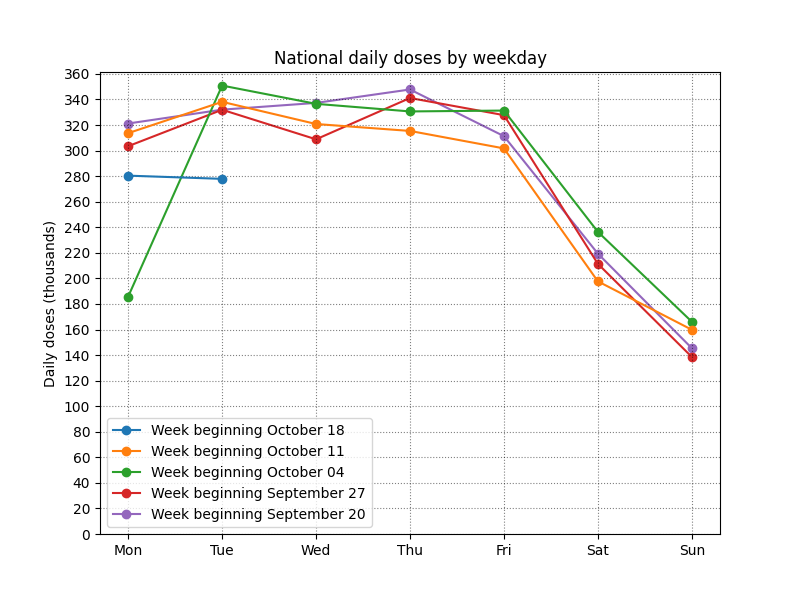 National daily doses by weekday
Daily doses (thousands)
360
340
320
300
280
260
240
220
200
180
160
140
120
100
80
60
40
20
0
Week beginning October 18
Week beginning October 11
Week beginning October 04
Week beginning September 27
Week beginning September 20
Mon Tue Wed Thu Fri Sat Sun